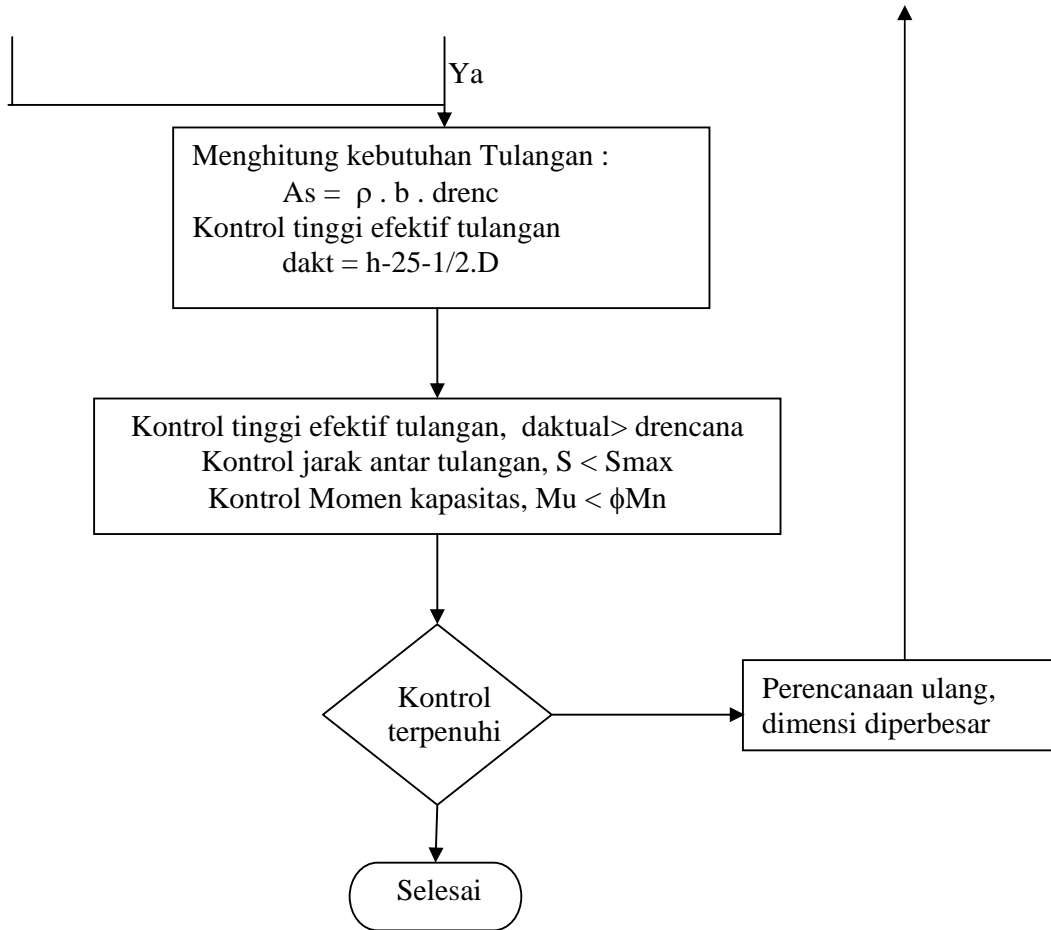 Ya
Menghitung kebutuhan Tulangan :
As = ρ . b . drenc
Kontrol tinggi efektif tulangan
dakt = h-25-1/2.D
Kontrol tinggi efektif tulangan, daktual> drencana
Kontrol jarak antar tulangan, S < Smax
Kontrol Momen kapasitas, Mu < ϕMn
Kontrol
terpenuhi
Perencanaan ulang,
dimensi diperbesar
Selesai